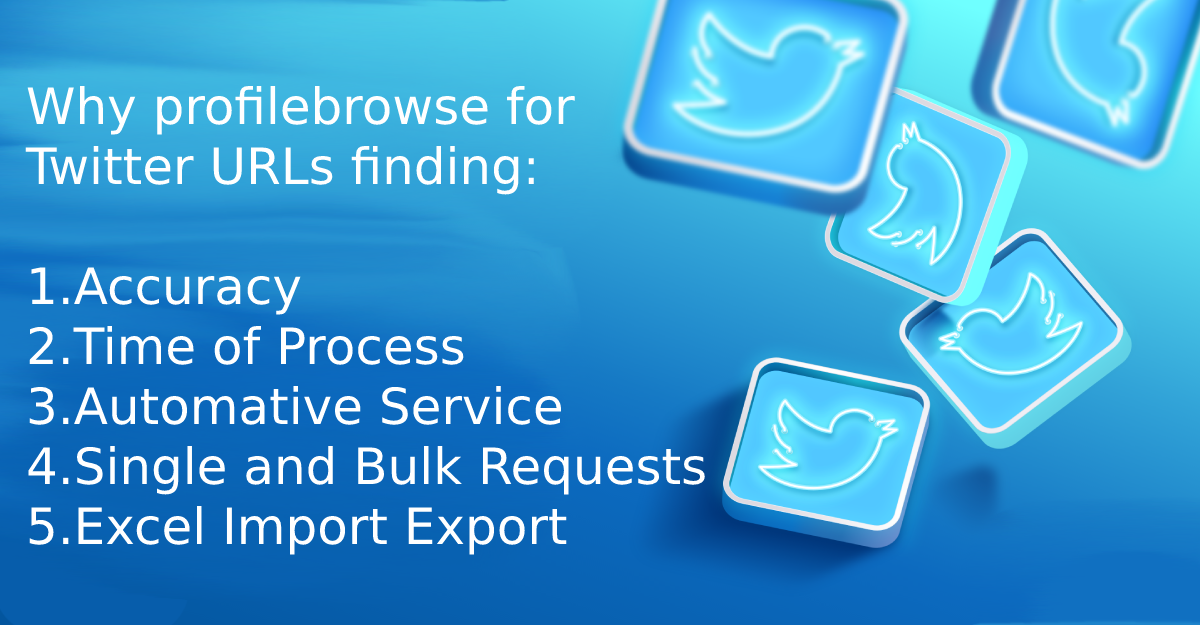 Why profilebrowse for
Twitter URLs finding:
1.Accuracy
2.Time of Process
3.Automative Service
4.Single and Bulk Requests
5.Excel Import Export